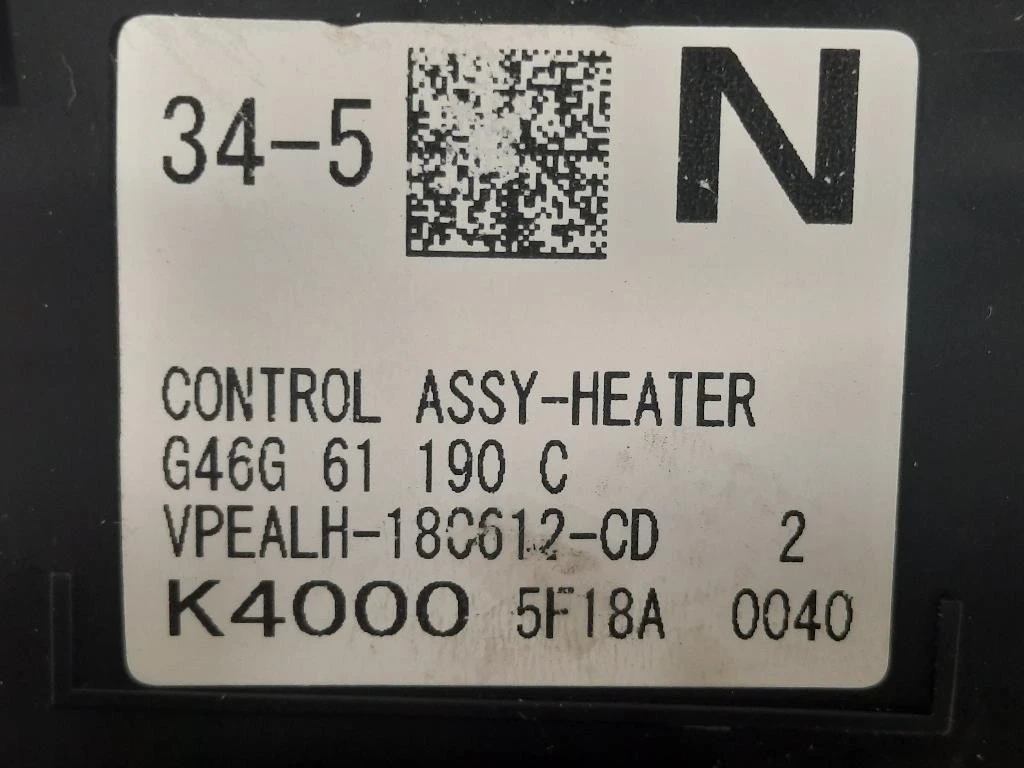 34-5 N
CONTROL ASSY-HEATER
G46G 61 190 C
VPEALH-18C612-CD 2
K4000 5F18A 0040